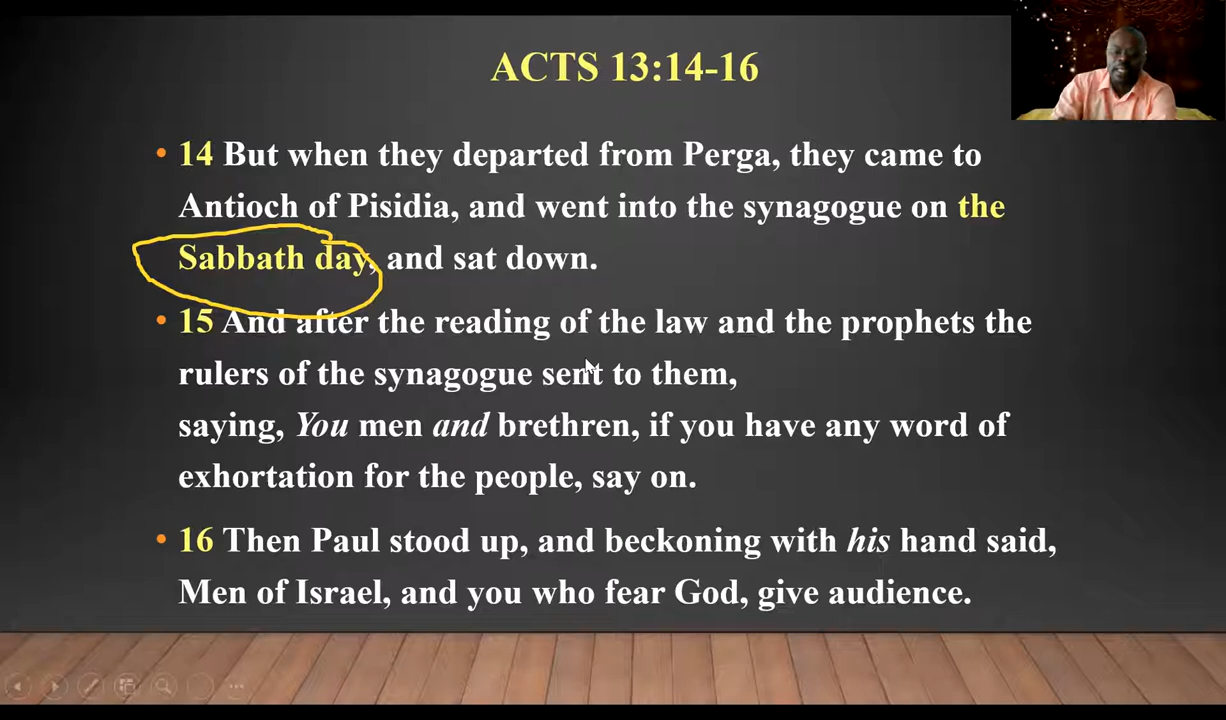 ACTS 13:14-16
• 14 But when they departed from Perga, they came to
Antioch of Pisidia, and went into the synagogue on the
Sabbath day, and sat down.
• 15 And after the reading of the law and the prophets the
rulers of the synagogue sent to them,
saying, You men and brethren, if you have any word of
exhortation for the people, say on.
• 16 Then Paul stood up, and beckoning with his hand said,
Men of Israel, and you who fear God, give audience.